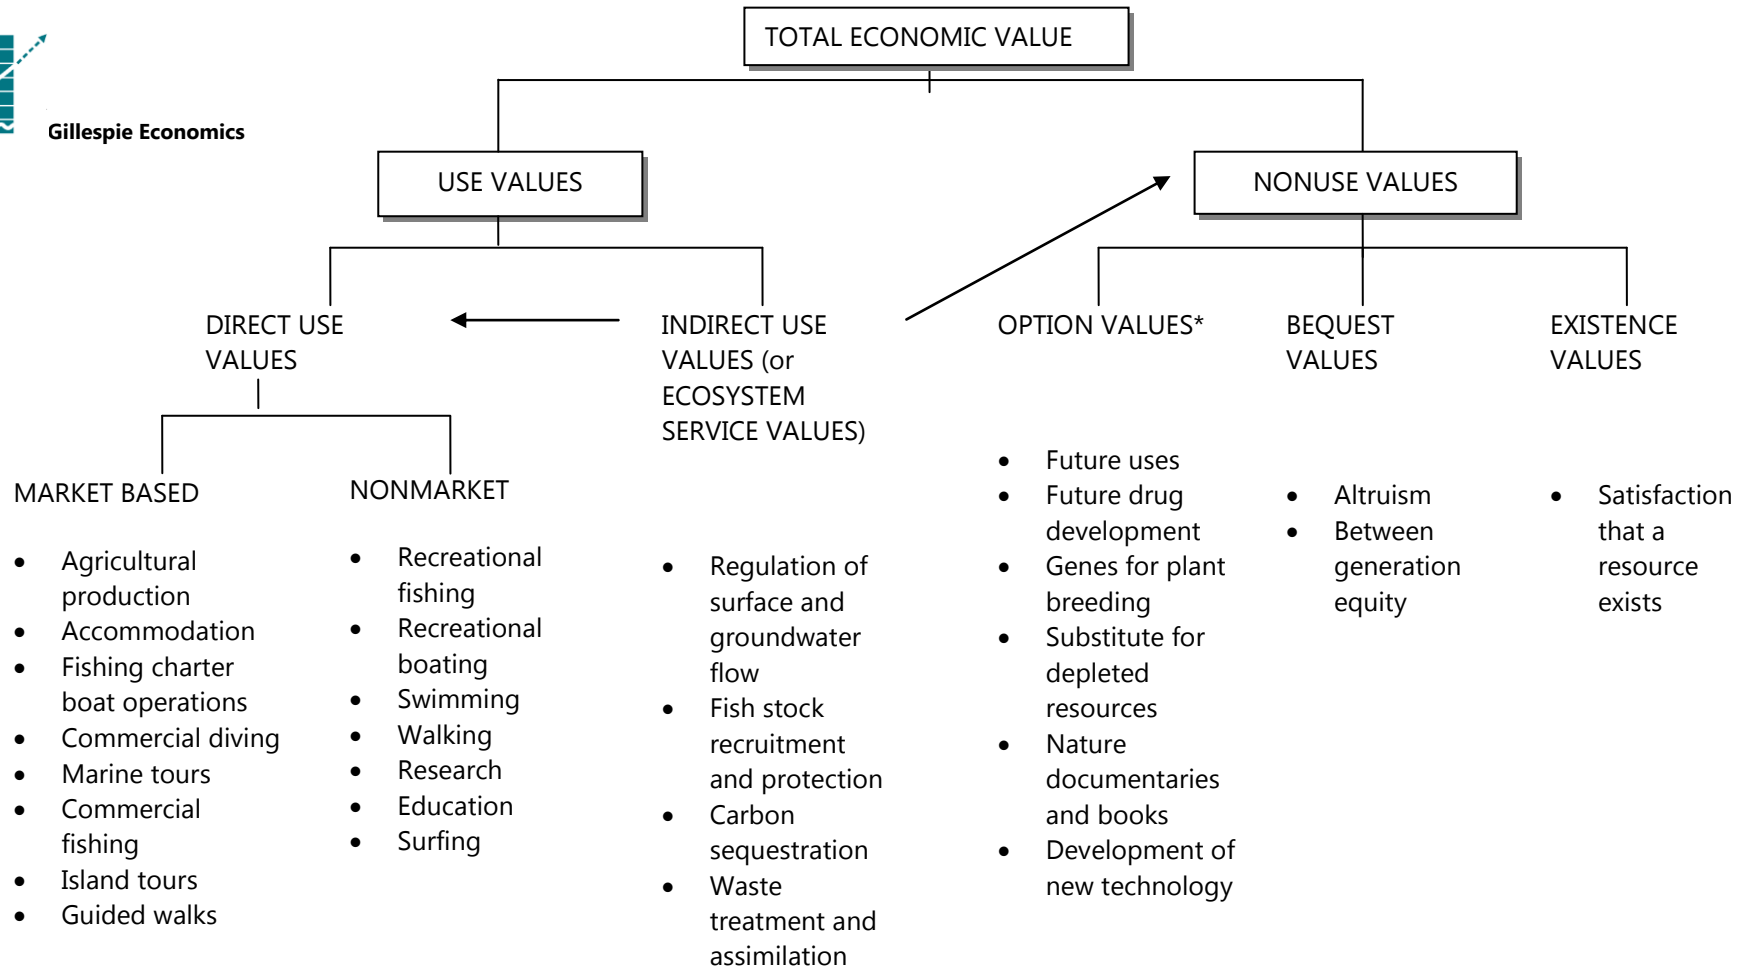 TOTAL ECONOMIC VALUE
Gillespie Economics
USE VALUES
NONUSE VALUES
DIRECT USE
VALUES
INDIRECT USE
VALUES (or
ECOSYSTEM
SERVICE VALUES)
OPTION VALUES*
BEQUEST
VALUES
EXISTENCE
VALUES
MARKET BASED
• Agricultural
production
• Accommodation
• Fishing charter
boat operations
• Commercial diving
• Marine tours
• Commercial
fishing
• Island tours
• Guided walks
NONMARKET
• Recreational
fishing
• Recreational
boating
• Swimming
• Walking
• Research
• Education
• Surfing
• Regulation of
surface and
groundwater
flow
• Fish stock
recruitment
and protection
• Carbon
sequestration
• Waste
treatment and
assimilation
• Future uses
• Future drug
development
• Genes for plant
breeding
• Substitute for
depleted
resources
• Nature
documentaries
and books
• Development of
new technology
• Altruism
• Between
generation
equity
• Satisfaction
that a
resource
exists